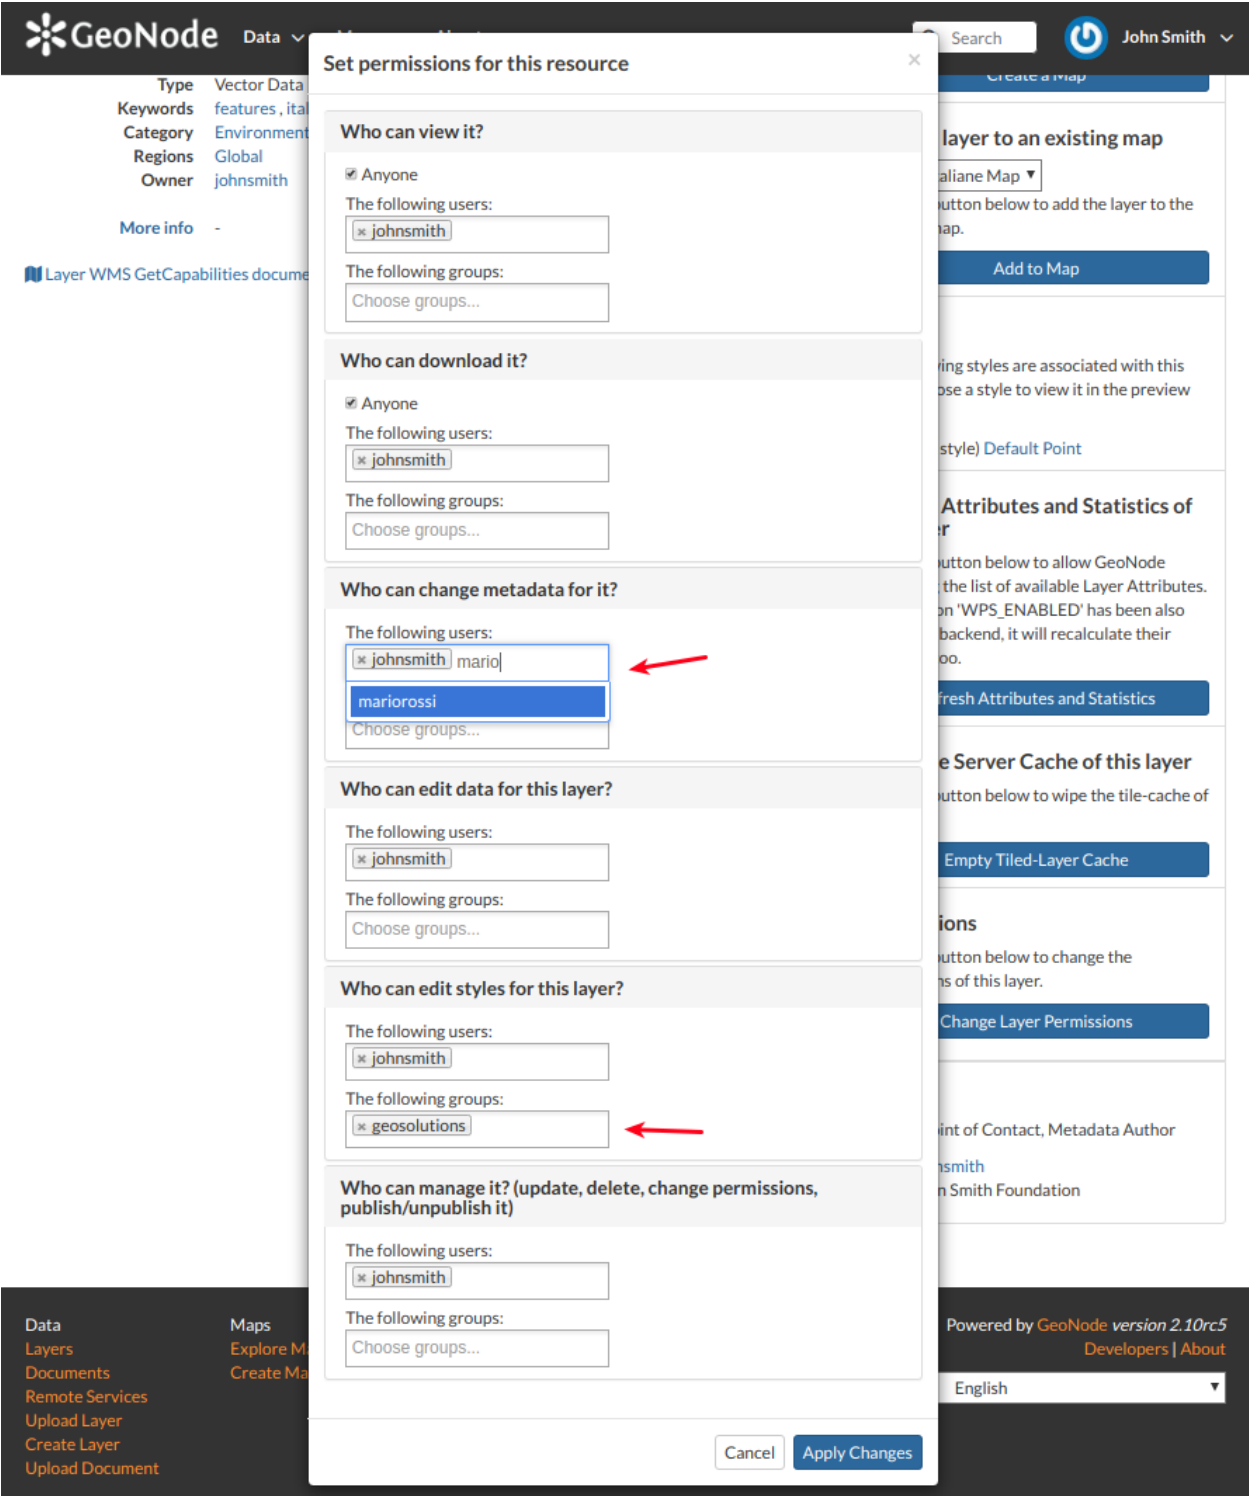 GeoNode
Data
Search
John Smith
Set permissions for this resource
×
Type Vector Data
Keywords features , ital
Category Environment
Regions Global
Owner johnsmith
More info -
Layer WMS GetCapabilities docume
Who can view it?
Anyone
The following users:
× johnsmith
The following groups:
Choose groups...
Who can download it?
Anyone
The following users:
× johnsmith
The following groups:
Choose groups...
Who can change metadata for it?
The following users:
× johnsmith mario
mariorossi
Choose groups...
Who can edit data for this layer?
The following users:
× johnsmith
The following groups:
Choose groups...
Who can edit styles for this layer?
The following users:
× johnsmith
The following groups:
× geosolutions
Who can manage it? (update, delete, change permissions,
publish/unpublish it)
The following users:
× johnsmith
The following groups:
Choose groups...
Cancel
Apply Changes
Create a Map
layer to an existing map
aliane Map
utton below to add the layer to the
ap.
Add to Map
ing styles are associated with this
ose a style to view it in the preview
style) Default Point
Attributes and Statistics of
er
utton below to allow GeoNode
the list of available Layer Attributes.
on 'WPS_ENABLED' has been also
backend, it will recalculate their
oo.
fresh Attributes and Statistics
e Server Cache of this layer
utton below to wipe the tile-cache of
Empty Tiled-Layer Cache
ions
utton below to change the
ns of this layer.
Change Layer Permissions
int of Contact, Metadata Author
nsmith
n Smith Foundation
Data
Layers
Documents
Remote Services
Upload Layer
Create Layer
Upload Document
Maps
Explore M
Create Ma
Powered by GeoNode version 2.10rc5
Developers | About
English